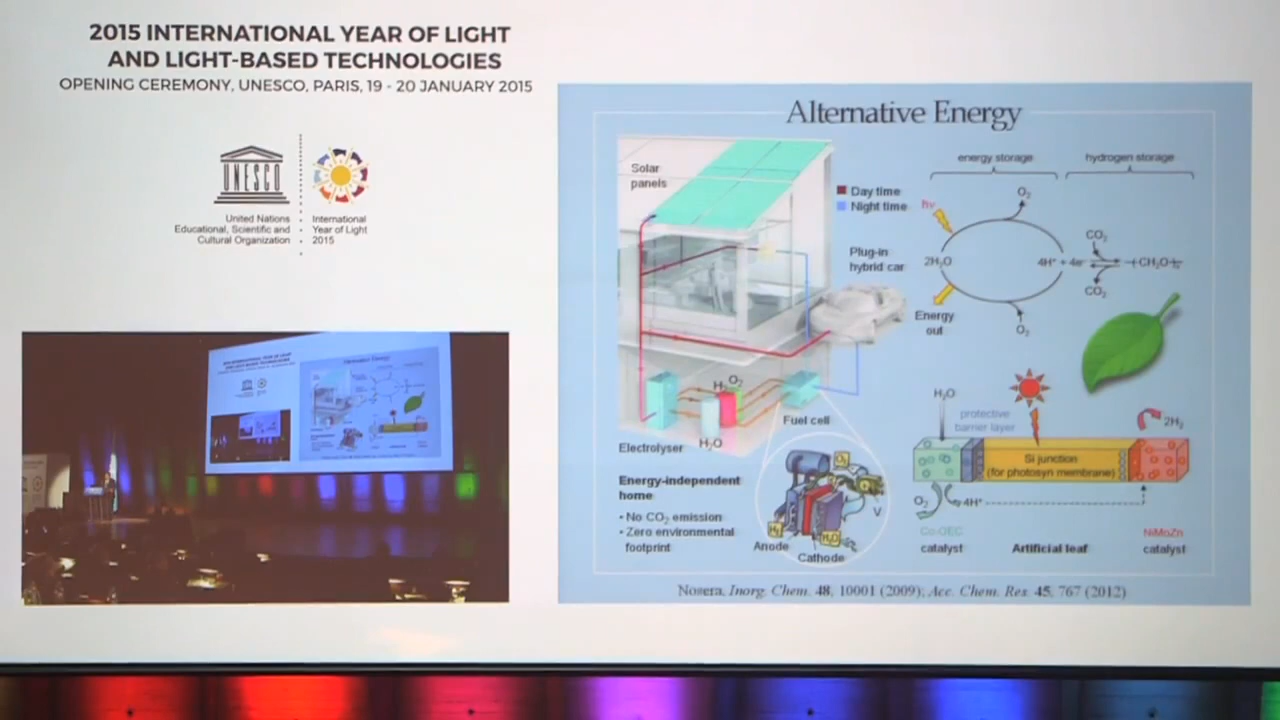 2015 INTERNATIONAL YEAR OF LIGHT
AND LIGHT-BASED TECHNOLOGIES
OPENING CEREMONY, UNESCO, PARIS, 19 - 20 JANUARY 2015
UNESCO
United Nations
Educational, Scientific and
Cultural Organization
International
Year of Light
2015
Alternative Energy
Solar
panels
Day time
Night time
Plug-in
hybrid car
H2
O2
H2O
Fuel cell
Electrolyser
Energy-independent
home
• No CO2 emission
• Zero environmental
footprint
O2
H2
H2O
V
Anode
Cathode
energy storage
hydrogen storage
O2
hν
CO2
2H2O
4H+ + 4e-
CO2
Energy
out
O2
H2O
protective
barrier layer
2H2
Si junction
(for photosyn membrane)
O2
4H+
Co-OEC
catalyst
Artificial leaf
NiMoZn
catalyst
Nosera, Inorg. Chem. 48, 10001 (2009); Acc. Chem. Res. 45, 767 (2012)